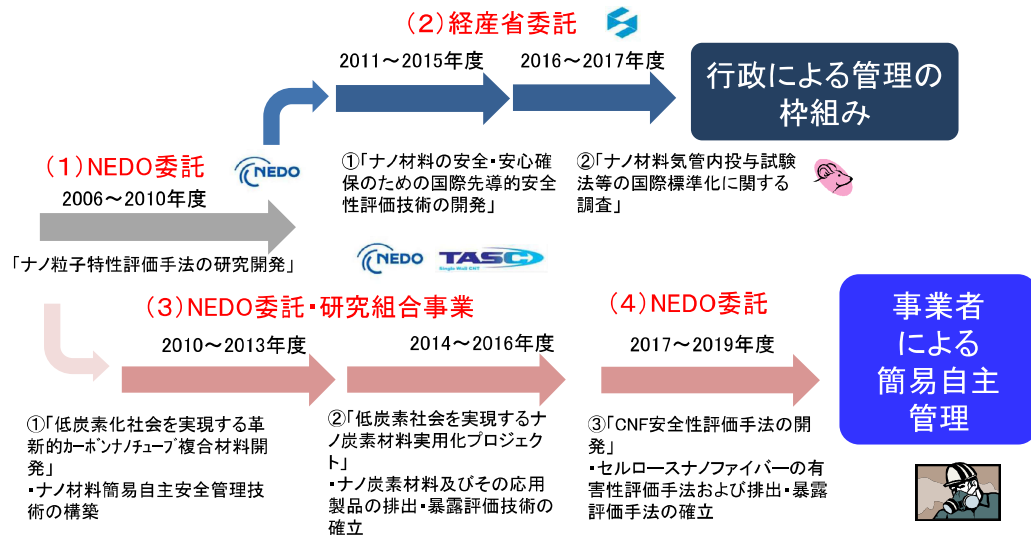 (2)経産省委託
2011～2015年度
2016～2017年度
行政による管理の
枠組み
(1)NEDO委託
NEDO
2006～2010年度
①「ナノ材料の安全・安心確
保のための国際先導的安全
性評価技術の開発」
②「ナノ材料気管内投与試験
法等の国際標準化に関する
調査」
「ナノ粒子特性評価手法の研究開発」
NEDO
TASC
Single Wall CNT
(3)NEDO委託・研究組合事業
(4)NEDO委託
2010～2013年度
2014～2016年度
2017～2019年度
事業者
による
簡易自主
管理
①「低炭素化社会を実現する革
新的カーボンナノチューブ複合材料開
発」
・ナノ材料簡易自主安全管理技
術の構築
②「低炭素社会を実現するナ
ノ炭素材料実用化プロジェク
ト」
・ナノ炭素材料及びその応用
製品の排出・暴露評価技術の
確立
③「CNF安全性評価手法の開
発」
・セルロースナノファイバーの有
害性評価手法および排出・暴露
評価手法の確立